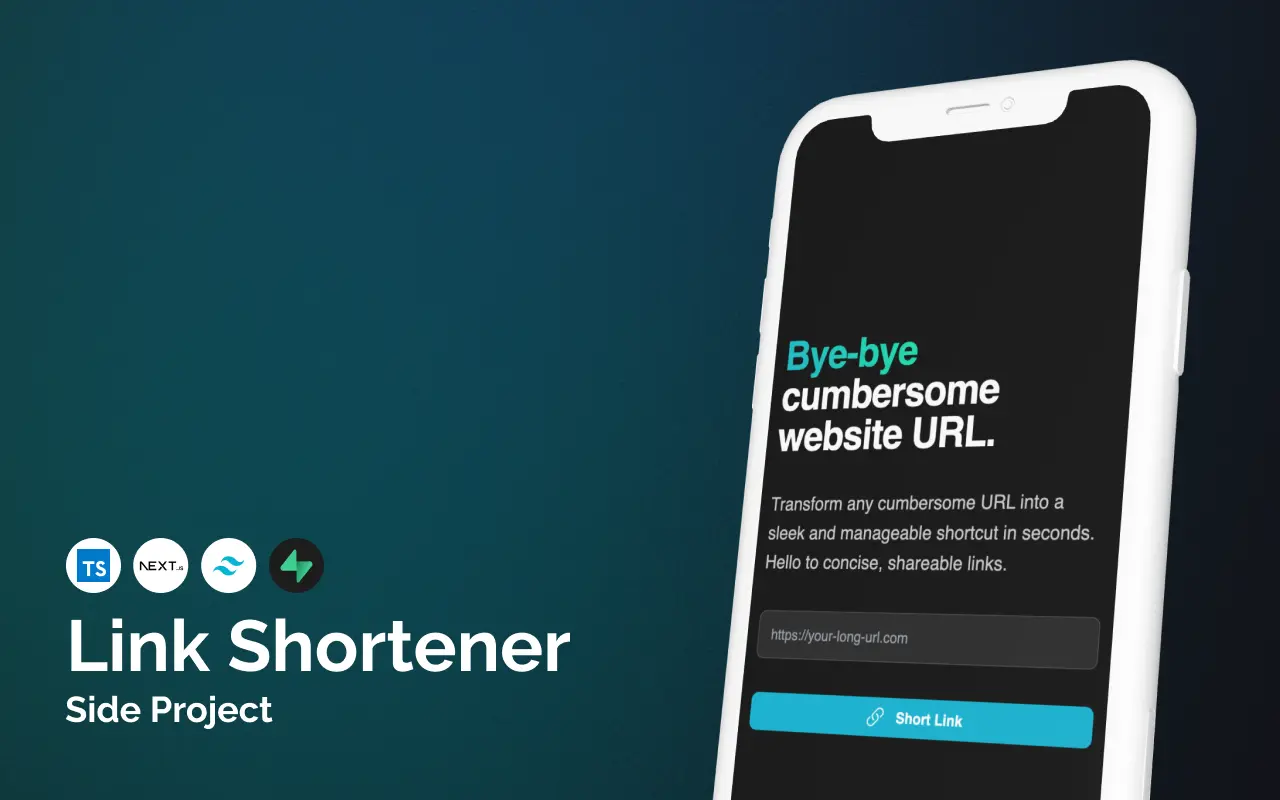 Bye-bye
cumbersome
website URL.
Transform any cumbersome URL into a
sleek and manageable shortcut in seconds.
Hello to concise, shareable links.
https://your-long-url.com
Short Link
TS
NEXT.JS
Link Shortener
Side Project